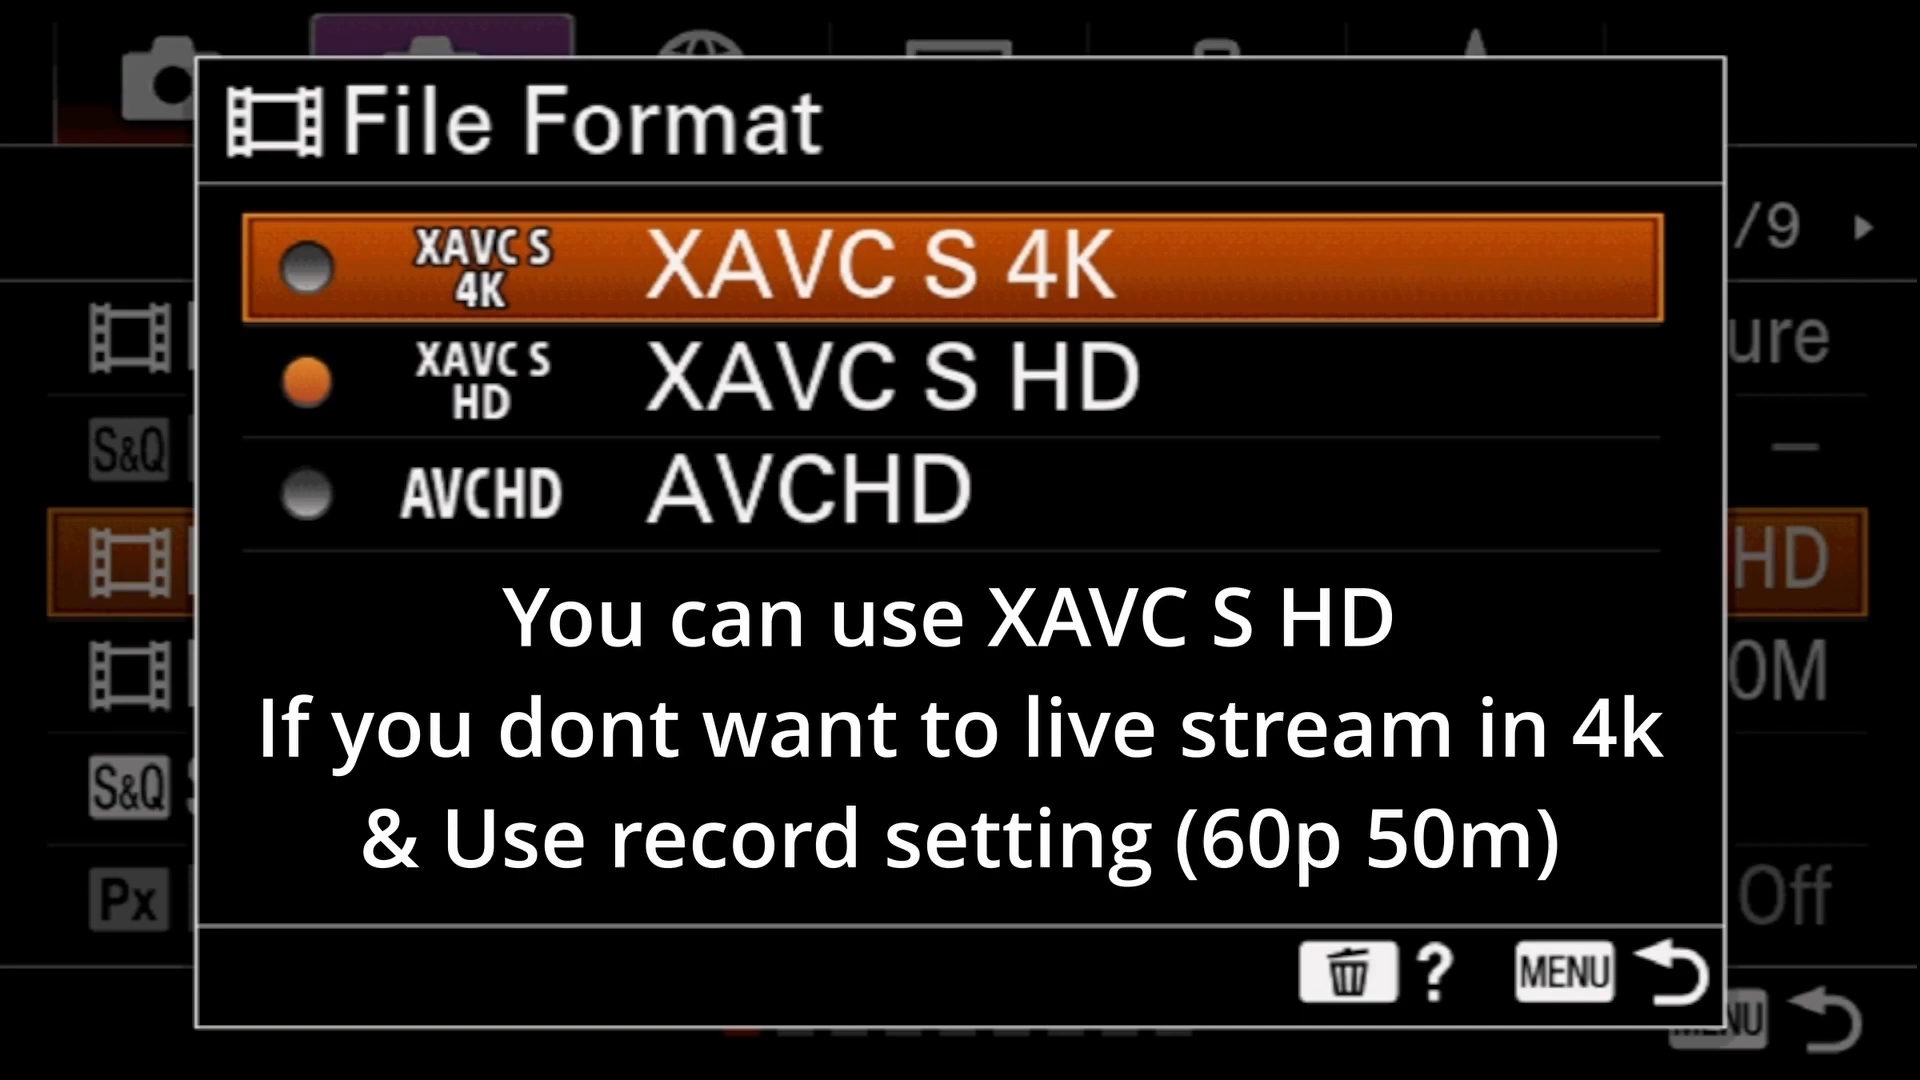 File Format
/9
XAVC S 4K XAVC S 4K
ure
XAVC S HD XAVC S HD
S&Q
AVCHD AVCHD
HD
You can use XAVC S HD
0M
If you dont want to live stream in 4k
S&Q
& Use record setting (60p 50m)
Px
Off
? MENU
MENU